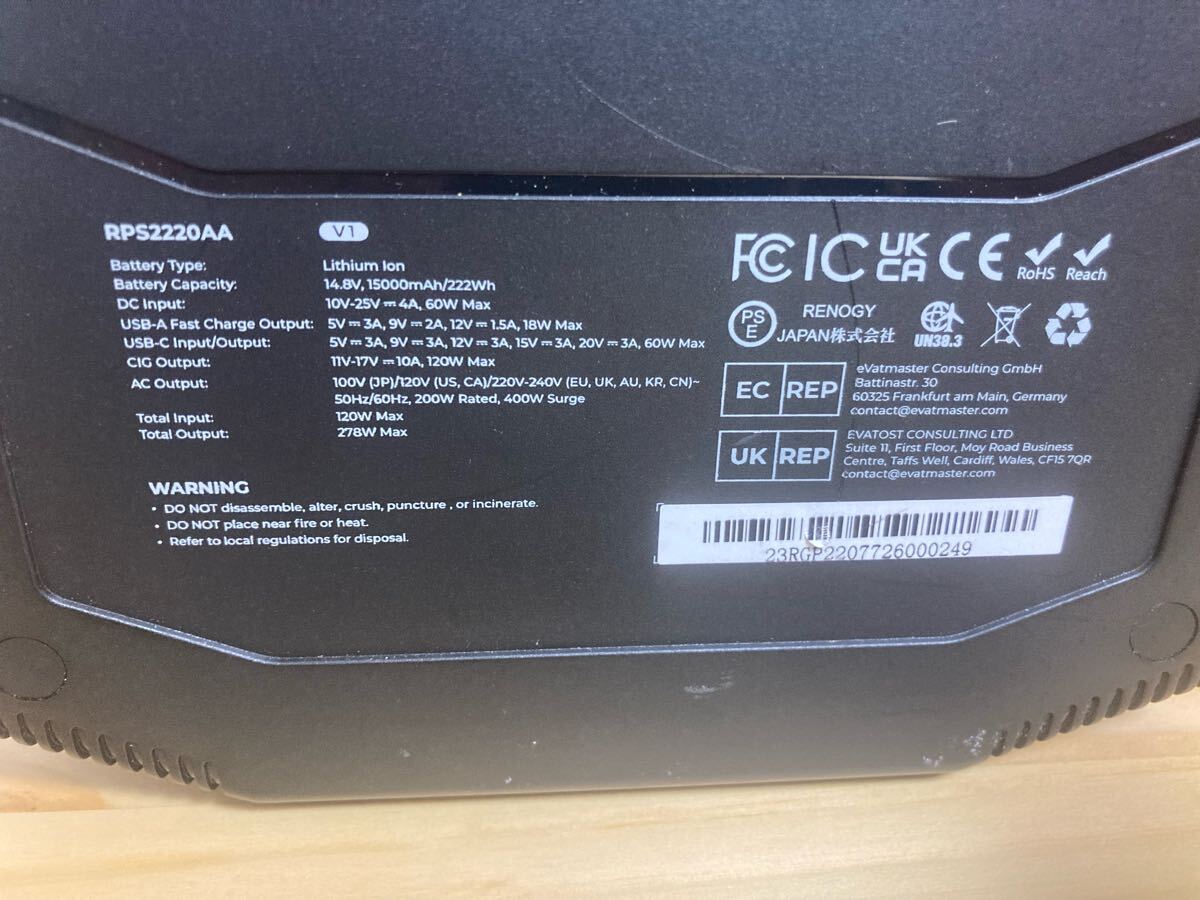 RPS2220AA V1
Battery Type: Lithium Ion
Battery Capacity: 14.8V, 15000mAh/222Wh
DC Input: 10V-25V⎓4A, 60W Max
USB-A Fast Charge Output: 5V⎓3A, 9V⎓2A, 12V⎓1.5A, 18W Max
USB-C Input/Output: 5V⎓3A, 9V⎓3A, 12V⎓3A, 15V⎓3A, 20V⎓3A, 60W Max
CIG Output: 11V-17V⎓10A, 120W Max
AC Output: 100V (JP)/120V (US, CA)/220V-240V (EU, UK, AU, KR, CN)~
50Hz/60Hz, 200W Rated, 400W Surge
Total Input: 120W Max
Total Output: 278W Max
WARNING
• DO NOT disassemble, alter, crush, puncture , or incinerate.
• DO NOT place near fire or heat.
• Refer to local regulations for disposal.
FC IC UK CA CE RoHS Reach
PS E
RENOGY
JAPAN株式会社
UN38.3
EC REP
eVatmaster Consulting GmbH
Battinastr. 30
60325 Frankfurt am Main, Germany
contact@evatmaster.com
UK REP
EVATOST CONSULTING LTD
Suite 11, First Floor, Moy Road Business
Centre, Taffs Well, Cardiff, Wales, CF15 7QR
contact@evatmaster.com
23RGP2207726000249